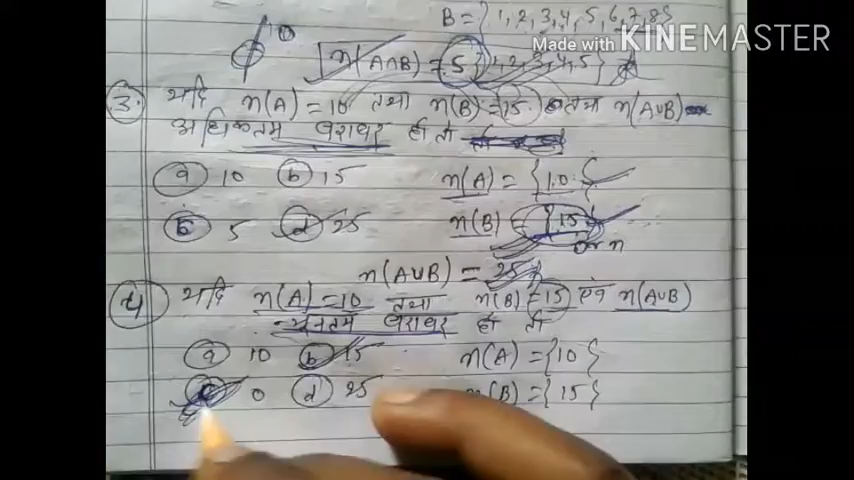 B = { 1, 2, 3, 4, 5, 6, 7, 8 }
Made with KINEMASTER
n(A∩B) = 5 { 1, 2, 3, 4, 5 }
3. यदि n(A) = 10 तथा n(B) = 15 n(A∪B)
अधिकतम बराबर हो तो
a 10 b 15 n(A) = { 10 }
5 d 25 n(B) = { 15 }
n(A∪B) = 25
4 यदि n(A) = 10 तथा n(B) = 15 एवं n(A∪B)
न्यूनतम बराबर हो तो
a 10 b 15 n(A) = { 10 }
c 0 d 25 n(B) = { 15 }